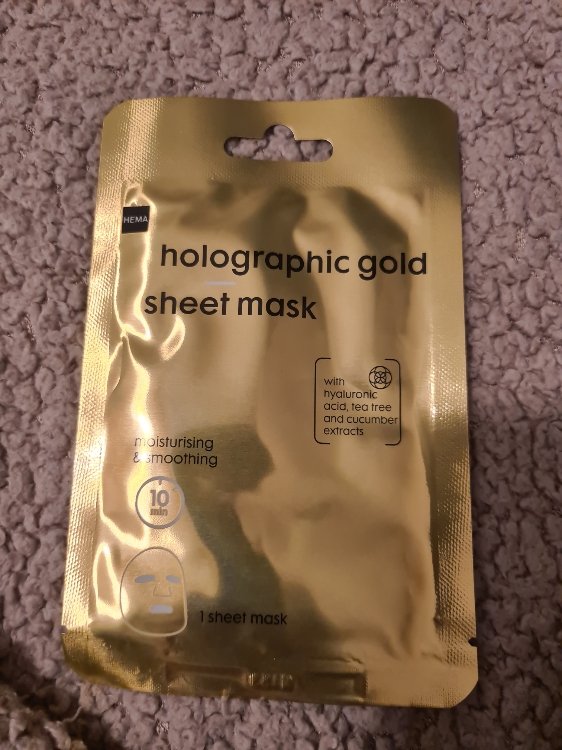 HEMA
holographic gold
sheet mask
with
hyaluronic
acid, tea tree
and cucumber
extracts
moisturising
& smoothing
10
min
1 sheet mask